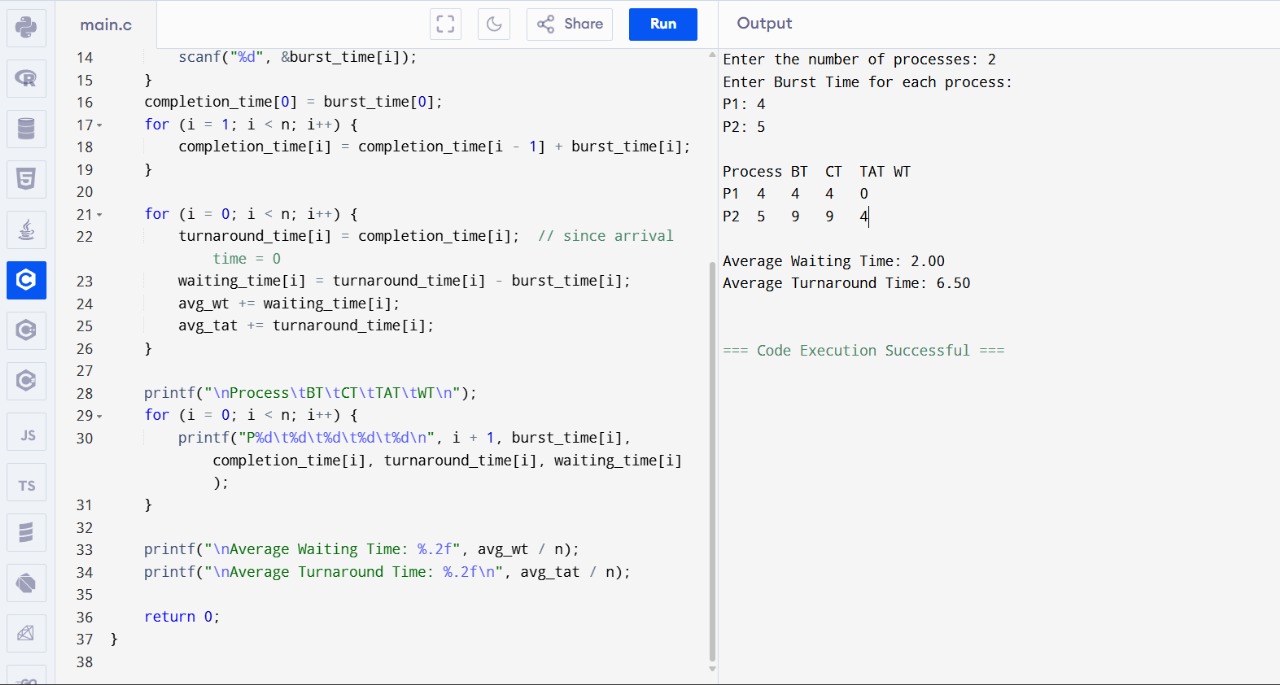 main.c
Share
Run
Output
14 scanf("%d", &burst_time[i]);
15 }
16 completion_time[0] = burst_time[0];
17 for (i = 1; i < n; i++) {
18 completion_time[i] = completion_time[i - 1] + burst_time[i];
19 }
20
21 for (i = 0; i < n; i++) {
22 turnaround_time[i] = completion_time[i];  // since arrival
time = 0
23 waiting_time[i] = turnaround_time[i] - burst_time[i];
24 avg_wt += waiting_time[i];
25 avg_tat += turnaround_time[i];
26 }
27
28 printf("\nProcess\tBT\tCT\tTAT\tWT\n");
29 for (i = 0; i < n; i++) {
30 printf("P%d\t%d\t%d\t%d\t%d\n", i + 1, burst_time[i],
completion_time[i], turnaround_time[i], waiting_time[i]
);
31 }
32
33 printf("\nAverage Waiting Time: %.2f", avg_wt / n);
34 printf("\nAverage Turnaround Time: %.2f\n", avg_tat / n);
35
36 return 0;
37 }
38
Enter the number of processes: 2
Enter Burst Time for each process:
P1: 4
P2: 5
Process BT CT TAT WT
P1 4 4 4 0
P2 5 9 9 4
Average Waiting Time: 2.00
Average Turnaround Time: 6.50
=== Code Execution Successful ===
JS
TS